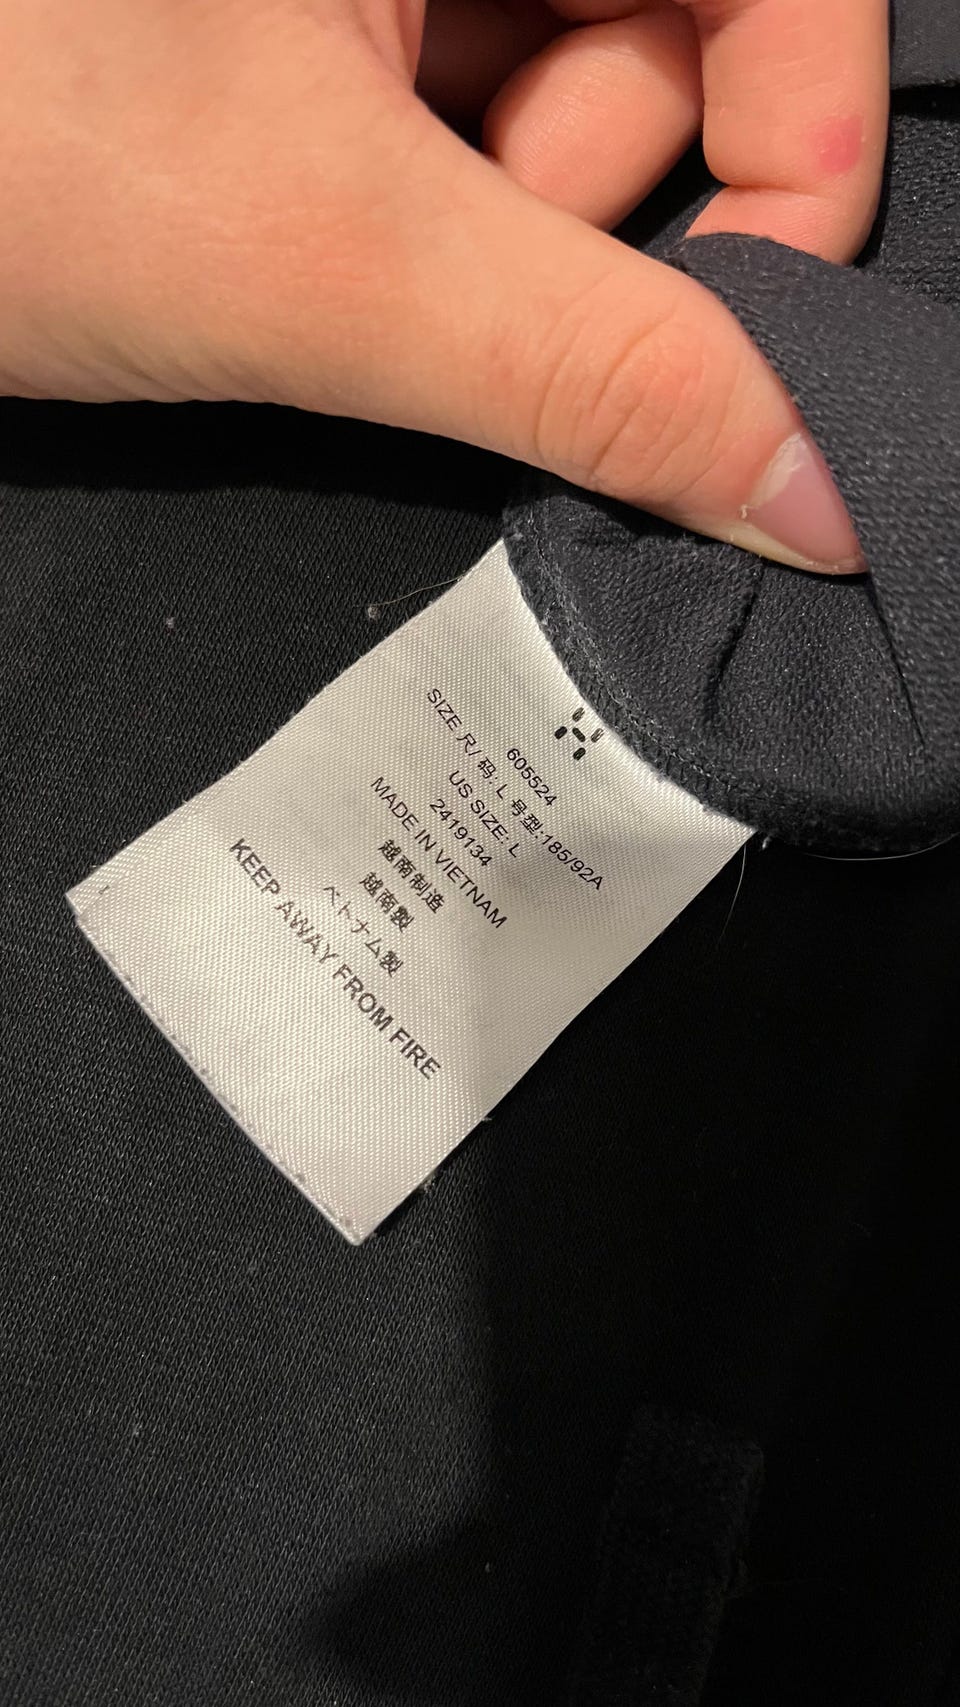 605524
SIZE 尺/码: L 号型:185/92A
US SIZE: L
2419134
MADE IN VIETNAM
越南制造
越南製
ベトナム製
KEEP AWAY FROM FIRE